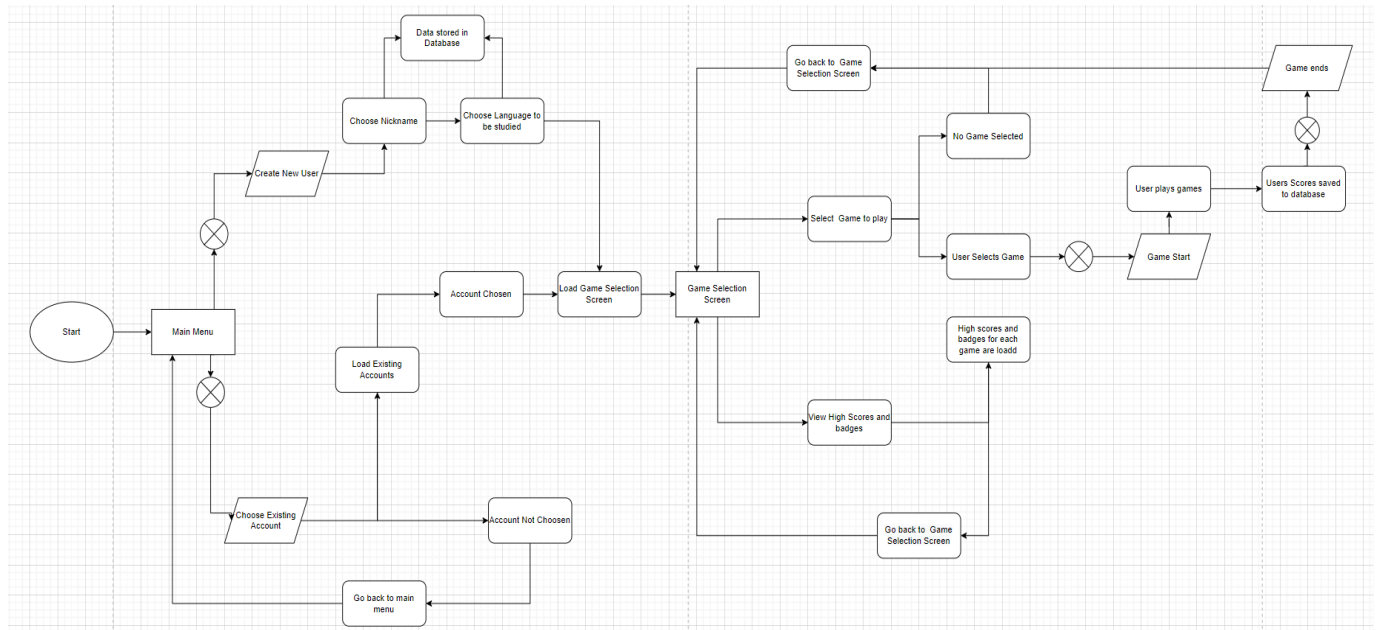 Data stored in
Database
Choose Nickname
Choose Language to
be studied
Create New User
Start
Main Menu
Account Chosen
Load Game Selection
Screen
Load Existing
Accounts
Choose Existing
Account
Account Not Choosen
Go back to main
menu
Go back to Game
Selection Screen
Game ends
No Game Selected
Select Game to play
User Selects Game
User plays games
Users Scores saved
to database
Game Start
Game Selection
Screen
High scores and
badges for each
game are loadd
View High Scores and
badges
Go back to Game
Selection Screen